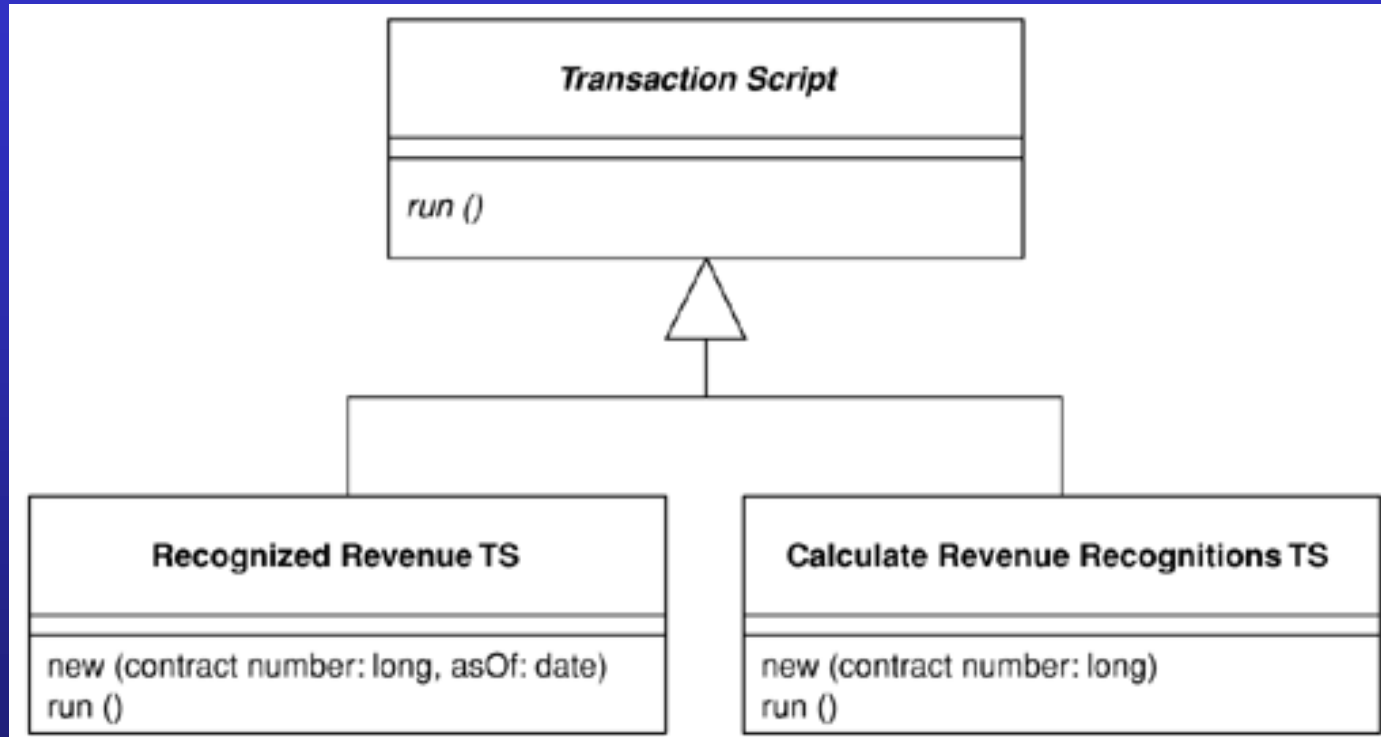 Transaction Script
run ()
Recognized Revenue TS
new (contract number: long, asOf: date)
run ()
Calculate Revenue Recognitions TS
new (contract number: long)
run ()